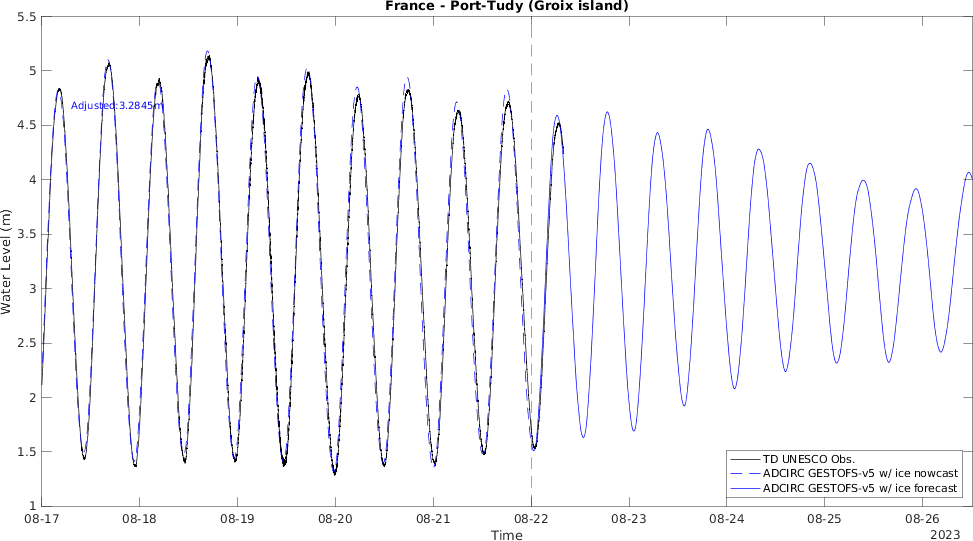 France - Port-Tudy (Groix island)
5.5
5
4.5
4
3.5
3
2.5
2
1.5
1
Water Level (m)
Adjusted:3.2845m
TD UNESCO Obs.
ADCIRC GESTOFS-v5 w/ ice nowcast
ADCIRC GESTOFS-v5 w/ ice forecast
08-17 08-18 08-19 08-20 08-21 08-22 08-23 08-24 08-25 08-26
Time
2023